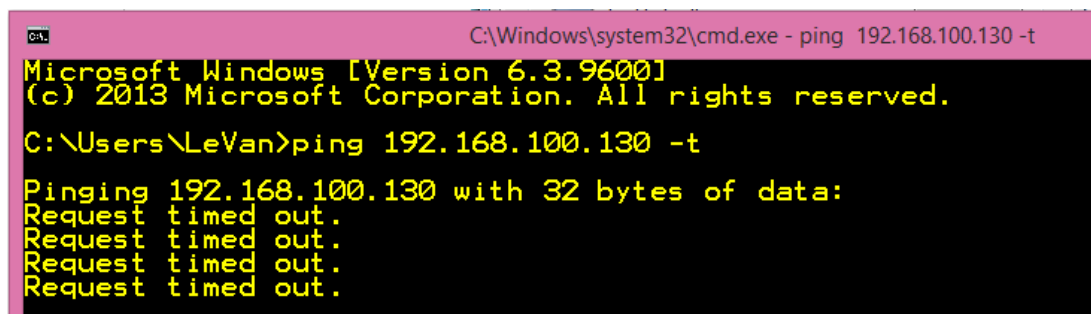 C:\Windows\system32\cmd.exe - ping 192.168.100.130 -t
Microsoft Windows [Version 6.3.9600]
(c) 2013 Microsoft Corporation. All rights reserved.
C:\Users\LeVan>ping 192.168.100.130 -t
Pinging 192.168.100.130 with 32 bytes of data:
Request timed out.
Request timed out.
Request timed out.
Request timed out.